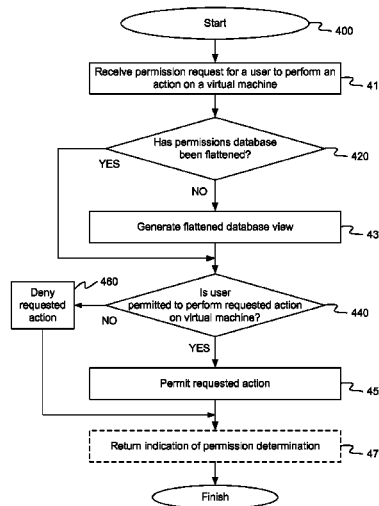 Start
400
Receive permission request for a user to perform an
action on a virtual machine
41
Has permissions database
been flattened?
420
YES
NO
Generate flattened database view
43
460
Deny
requested
action
Is user
permitted to perform requested action
on virtual machine?
440
NO
YES
Permit requested action
45
Return indication of permission determination
47
Finish